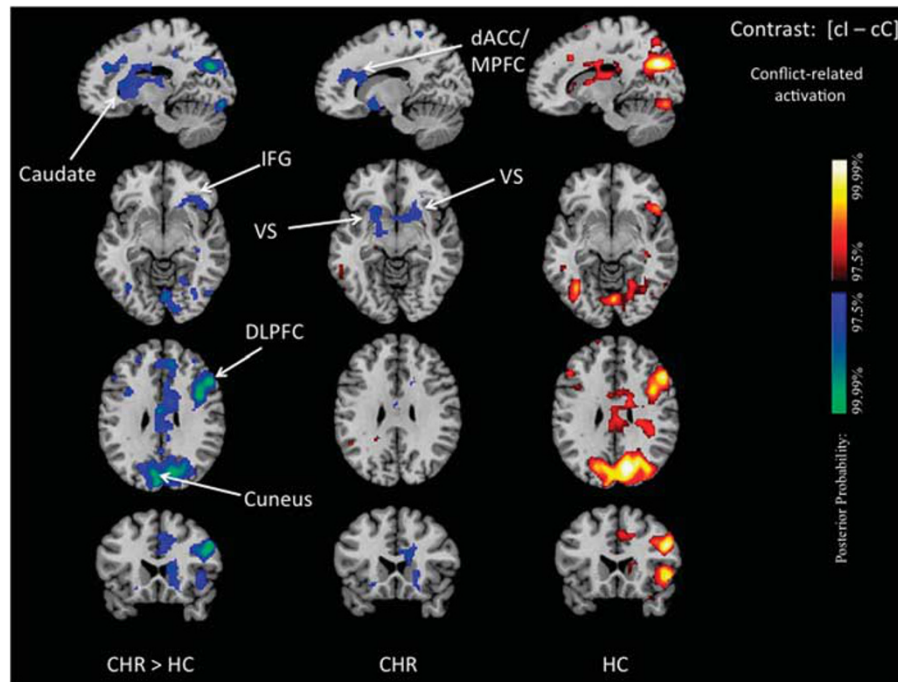 dACC/
MPFC
Contrast: [cI – cC]
Conflict-related
activation
Caudate
IFG
VS
VS
99.99%
97.5%
97.5%
99.99%
Posterior Probability:
DLPFC
Cuneus
CHR > HC
CHR
HC